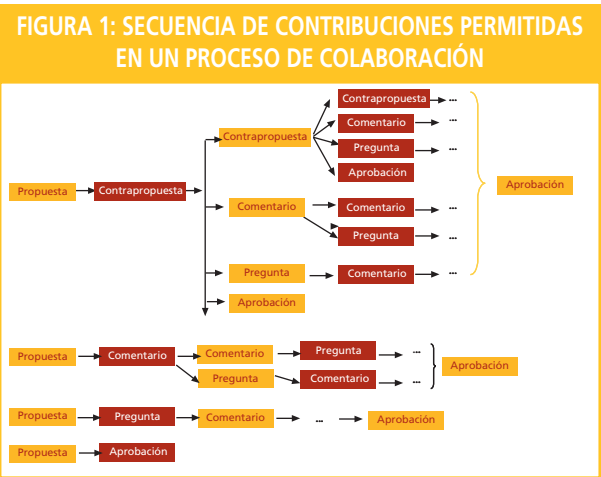 FIGURA 1: SECUENCIA DE CONTRIBUCIONES PERMITIDAS
EN UN PROCESO DE COLABORACIÓN
Propuesta
Contrapropuesta
Contrapropuesta
Contrapropuesta ...
Comentario ...
Pregunta ...
Aprobación
Comentario
Comentario ...
Pregunta ...
Pregunta
Comentario ...
Aprobación
Aprobación
Propuesta
Comentario
Comentario
Pregunta ...
Pregunta
Comentario ...
Aprobación
Propuesta
Pregunta
Comentario
...
Aprobación
Propuesta
Aprobación